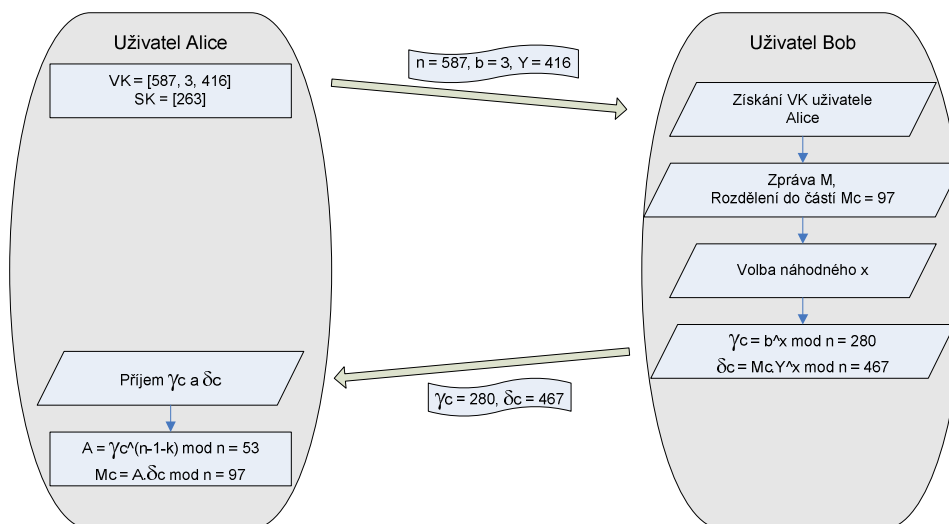 Uživatel Alice
VK = [587, 3, 416]
SK = [263]
n = 587, b = 3, Y = 416
Uživatel Bob
Získání VK uživatele
Alice
Zpráva M,
Rozdělení do částí Mc = 97
Volba náhodného x
γc = b^x mod n = 280
δc = Mc.Y^x mod n = 467
γc = 280, δc = 467
Příjem γc a δc
A = γc^(n-1-k) mod n = 53
Mc = A.δc mod n = 97